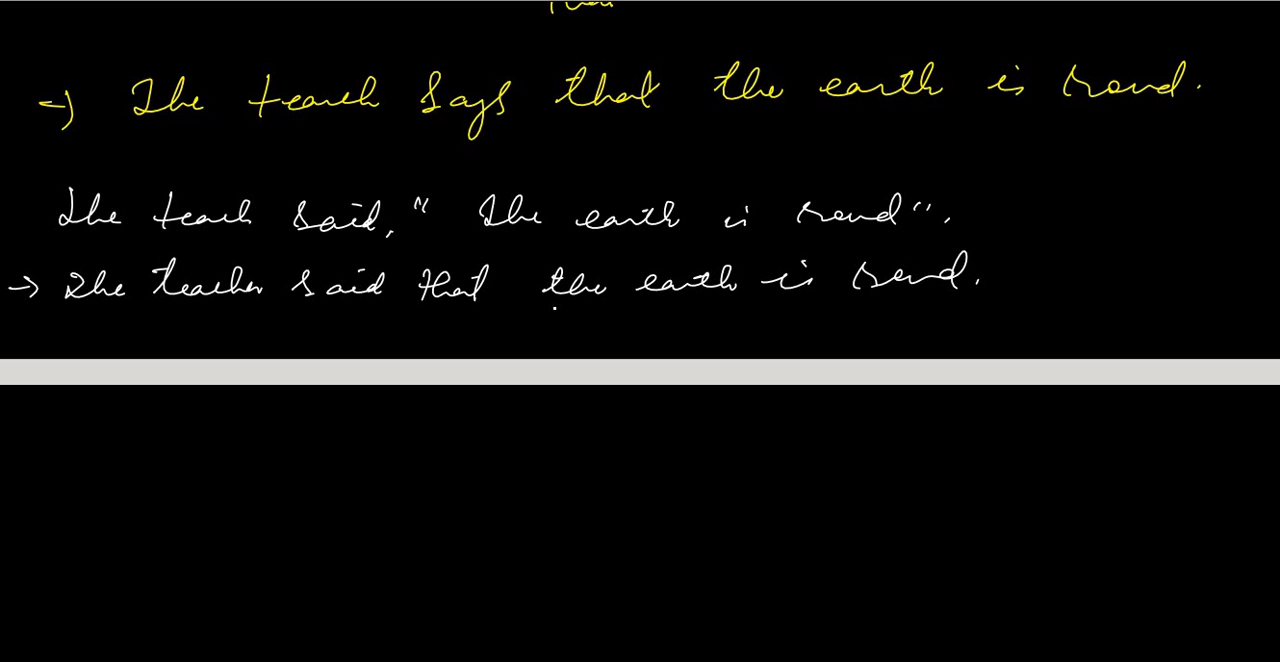 → The teach says that the earth is round.
The teach said, "The earth is round".
→ The teacher said that the earth is round.